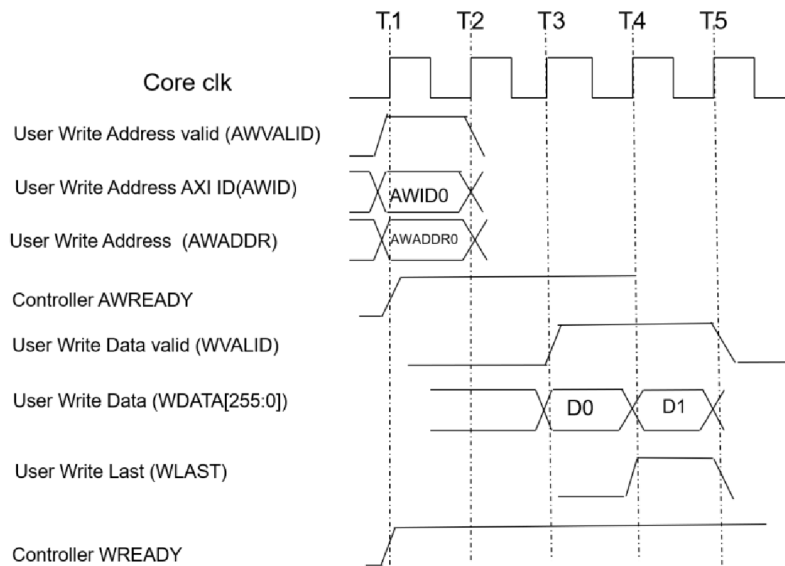 T1 T2 T3 T4 T5
Core clk
User Write Address valid (AWVALID)
User Write Address AXI ID(AWID)
AWID0
User Write Address (AWADDR)
AWADDR0
Controller AWREADY
User Write Data valid (WVALID)
User Write Data (WDATA[255:0])
D0 D1
User Write Last (WLAST)
Controller WREADY